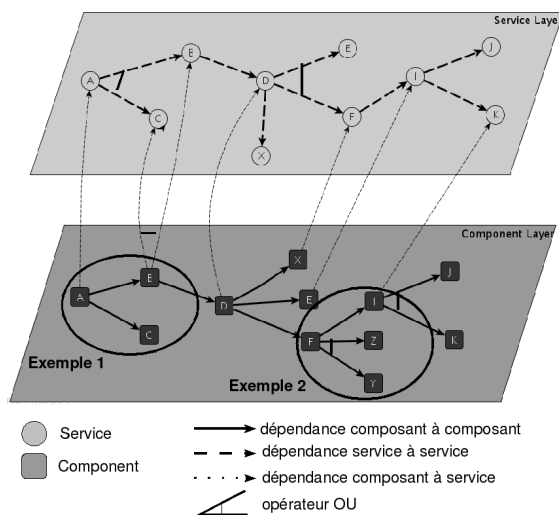 Service Laye
E
J
B
A
D
I
C
F
K
X
Component Layer
X
B
J
A
D
E
I
C
F
Z
K
Y
Exemple 1
Exemple 2
Service
Component
dépendance composant à composant
dépendance service à service
dépendance composant à service
opérateur OU